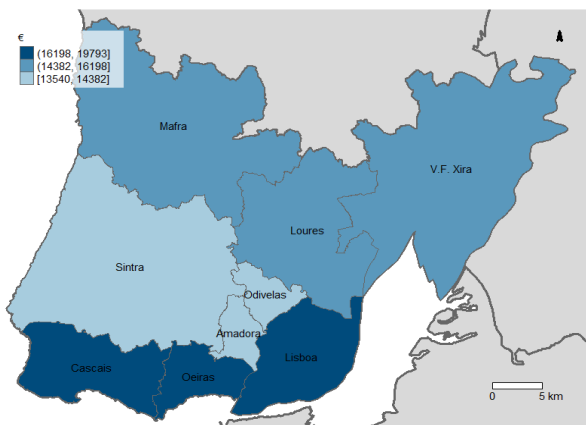 €
(16198, 19793]
(14382, 16198]
[13540, 14382]
Mafra
V.F. Xira
Loures
Sintra
Odivelas
Amadora
Lisboa
Cascais
Oeiras
0 5 km